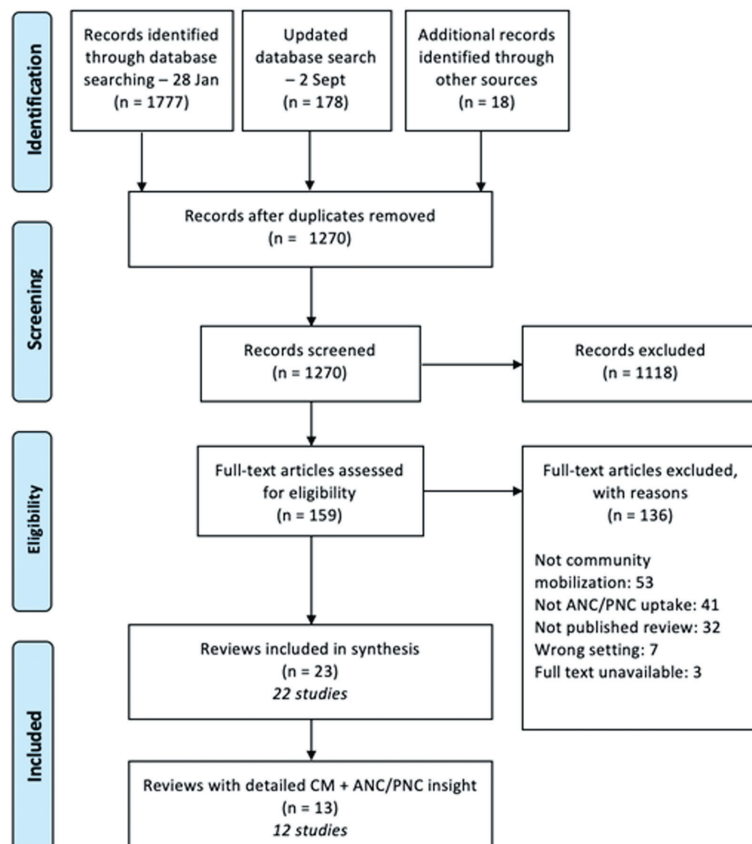 Identification
Records identified
through database
searching – 28 Jan
(n = 1777)
Updated
database search
– 2 Sept
(n = 178)
Additional records
identified through
other sources
(n = 18)
Records after duplicates removed
(n = 1270)
Screening
Records screened
(n = 1270)
Records excluded
(n = 1118)
Eligibility
Full-text articles assessed
for eligibility
(n = 159)
Full-text articles excluded,
with reasons
(n = 136)
Not community
mobilization: 53
Not ANC/PNC uptake: 41
Not published review: 32
Wrong setting: 7
Full text unavailable: 3
Included
Reviews included in synthesis
(n = 23)
22 studies
Reviews with detailed CM + ANC/PNC insight
(n = 13)
12 studies